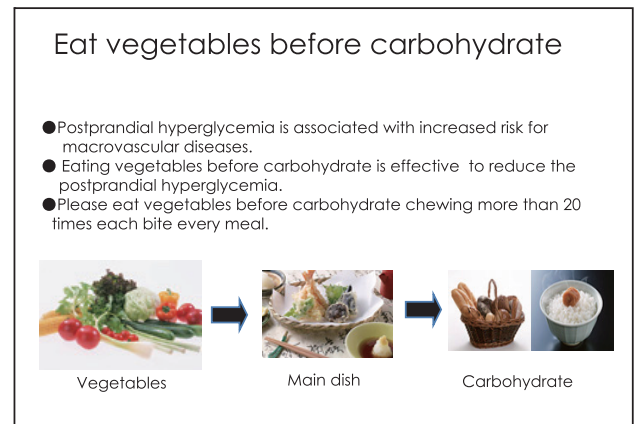 Eat vegetables before carbohydrate
●Postprandial hyperglycemia is associated with increased risk for
macrovascular diseases.
● Eating vegetables before carbohydrate is effective to reduce the
postprandial hyperglycemia.
●Please eat vegetables before carbohydrate chewing more than 20
times each bite every meal.
Vegetables
Main dish
Carbohydrate